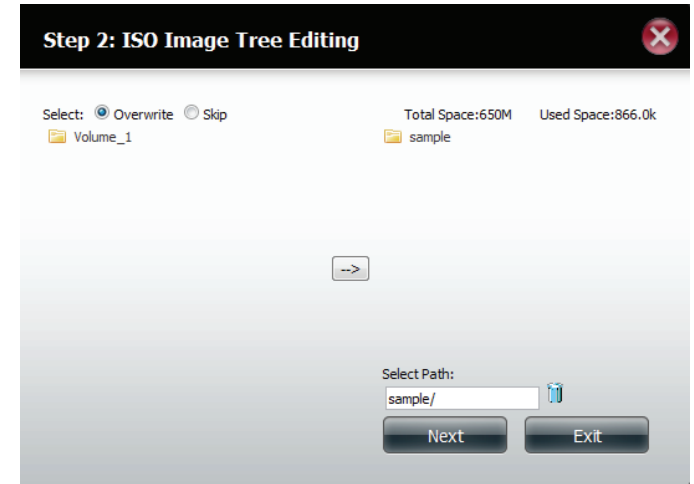 Step 2: ISO Image Tree Editing
Select: Overwrite Skip
Total Space:650M Used Space:866.0k
Volume_1
sample
-->
Select Path:
sample/
Next Exit